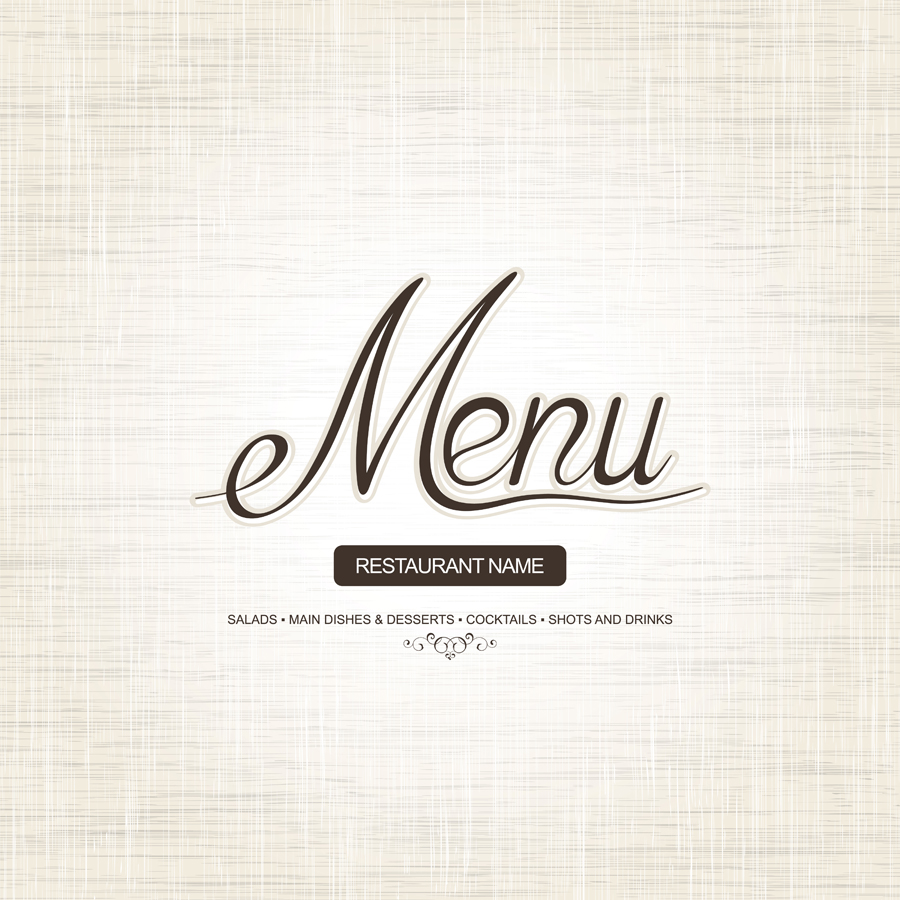 Menu
RESTAURANT NAME
SALADS ▪ MAIN DISHES & DESSERTS ▪ COCKTAILS ▪ SHOTS AND DRINKS